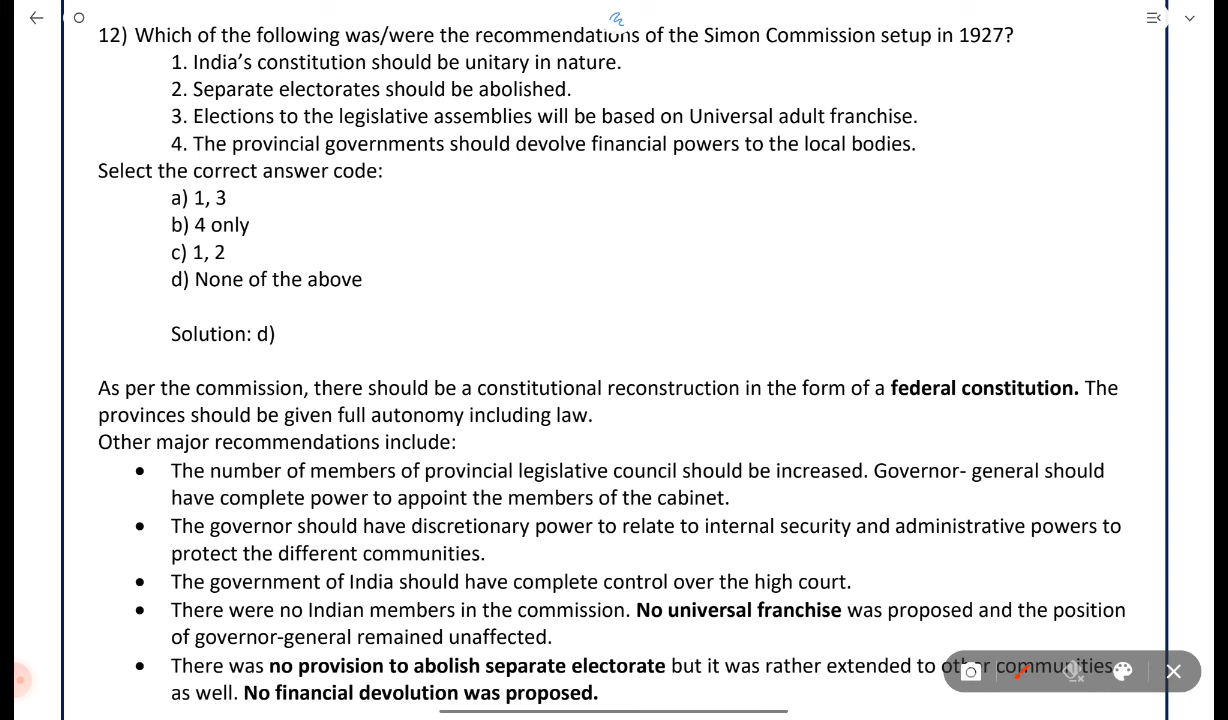 12) Which of the following was/were the recommendations of the Simon Commission setup in 1927?
1. India’s constitution should be unitary in nature.
2. Separate electorates should be abolished.
3. Elections to the legislative assemblies will be based on Universal adult franchise.
4. The provincial governments should devolve financial powers to the local bodies.
Select the correct answer code:
a) 1, 3
b) 4 only
c) 1, 2
d) None of the above
Solution: d)
As per the commission, there should be a constitutional reconstruction in the form of a federal constitution. The
provinces should be given full autonomy including law.
Other major recommendations include:
• The number of members of provincial legislative council should be increased. Governor- general should
have complete power to appoint the members of the cabinet.
• The governor should have discretionary power to relate to internal security and administrative powers to
protect the different communities.
• The government of India should have complete control over the high court.
• There were no Indian members in the commission. No universal franchise was proposed and the position
of governor-general remained unaffected.
• There was no provision to abolish separate electorate but it was rather extended to other communities
as well. No financial devolution was proposed.